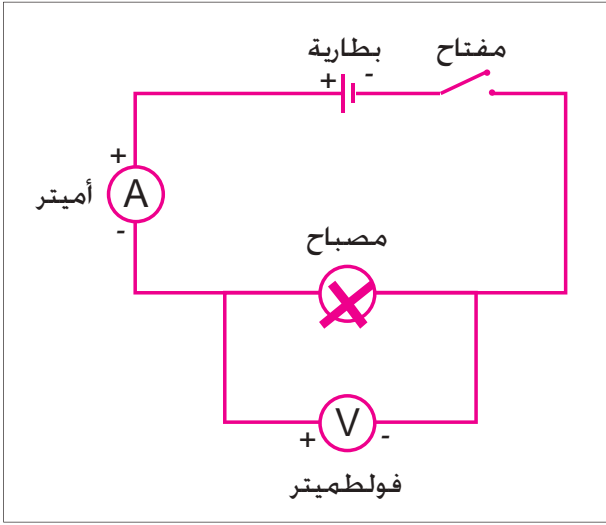 مفتاح
بطارية
+ -
+
A
أميتر
-
مصباح
+ V -
فولطميتر